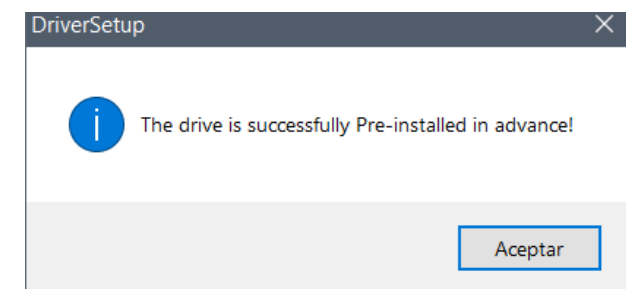 DriverSetup
The drive is successfully Pre-installed in advance!
Aceptar